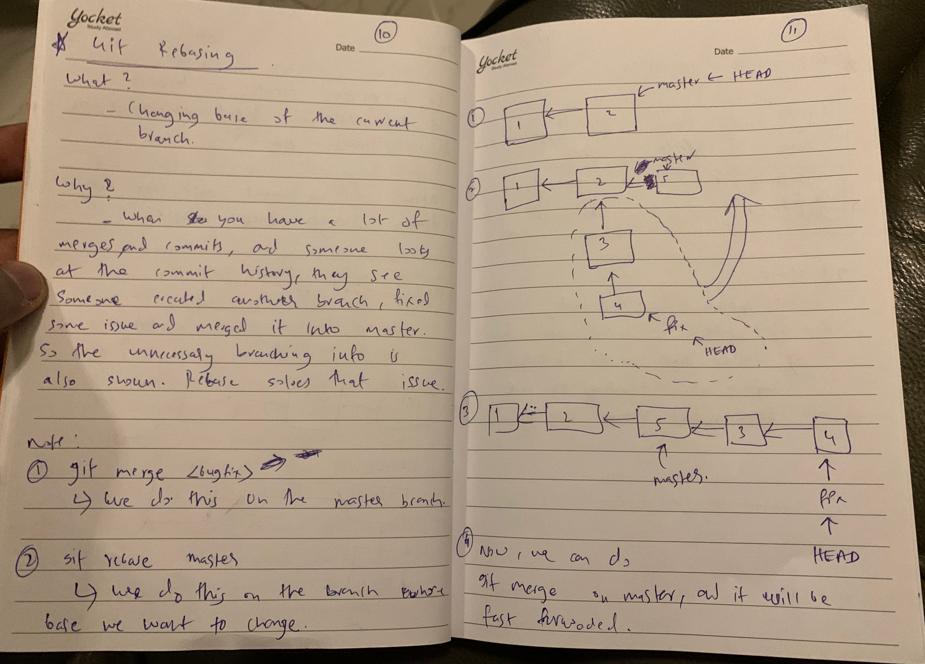 Yocket
Study Abroad
Date
10
Git Rebasing
What?
- Changing base of the current
branch.
Why?
- When you have a lot of
merges and commits, and someone looks
at the commit history, they see
Someone created another branch, fixed
some issue and merged it into master.
So the unnecessary branching info is
also shown. Rebase solves that issue.
Note:
① git merge <bugfix>
↳ We do this on the master branch.
② git rebase master
↳ we do this on the branch whose
base we want to change.
Yocket
Study Abroad
Date
11
①
1 ← 2 ← master ← HEAD
②
1 ← 2 ← 5 master
3
4 ← fix
← HEAD
③
1 ← 2 ← 5 ← 3 ← 4
master.
fix
HEAD
④ Now, we can do
git merge on master, and it will be
fast forwarded.